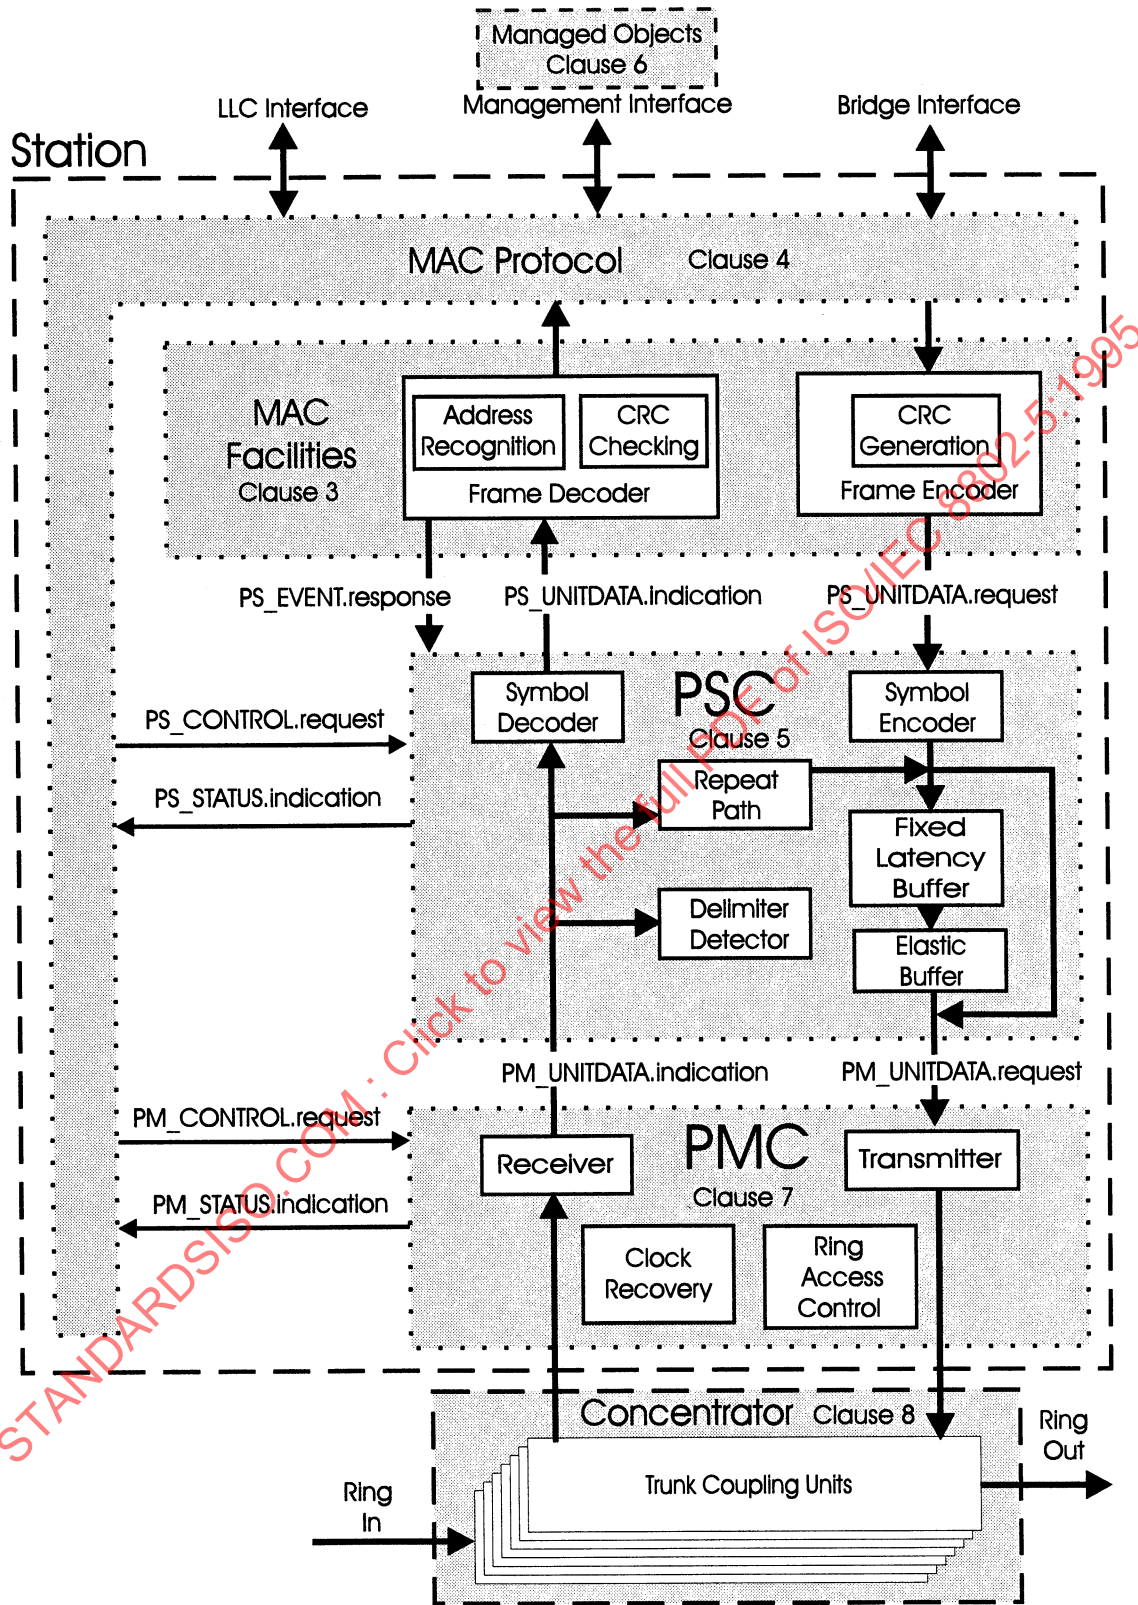 Managed Objects
Clause 6
LLC Interface
Management Interface
Bridge Interface
Station
MAC Protocol Clause 4
MAC
Facilities
Clause 3
Address
Recognition
CRC
Checking
Frame Decoder
CRC
Generation
Frame Encoder
PS_EVENT.response
PS_UNITDATA.indication
PS_UNITDATA.request
PS_CONTROL.request
PS_STATUS.indication
Symbol
Decoder
PSC
Clause 5
Symbol
Encoder
Repeat
Path
Fixed
Latency
Buffer
Delimiter
Detector
Elastic
Buffer
PM_UNITDATA.indication
PM_UNITDATA.request
PM_CONTROL.request
PM_STATUS.indication
Receiver
PMC
Clause 7
Transmitter
Clock
Recovery
Ring
Access
Control
Concentrator Clause 8
Trunk Coupling Units
Ring
In
Ring
Out
STANDARDSISO.COM : Click to view the full PDF of ISO/IEC 8802-5:1995